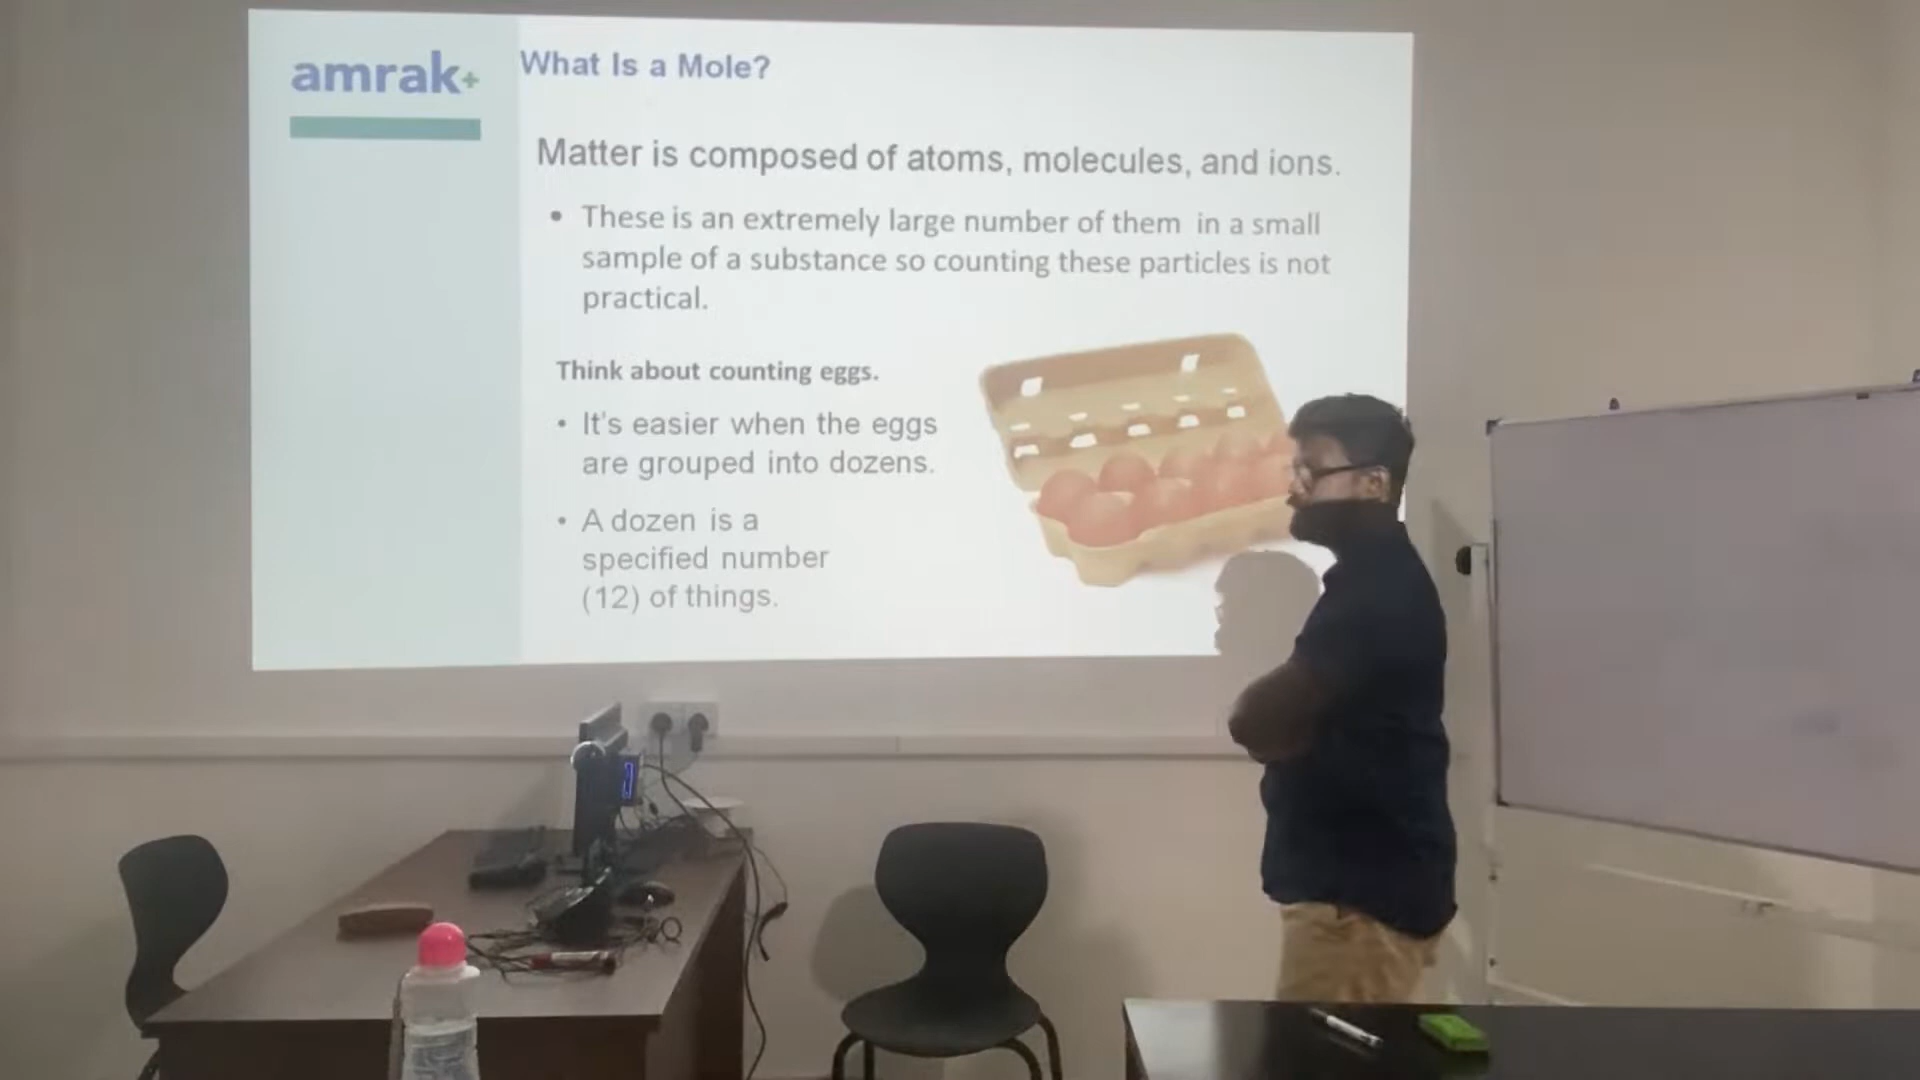 amrak+
What Is a Mole?
Matter is composed of atoms, molecules, and ions.
• These is an extremely large number of them in a small
sample of a substance so counting these particles is not
practical.
Think about counting eggs.
• It's easier when the eggs
are grouped into dozens.
• A dozen is a
specified number
(12) of things.